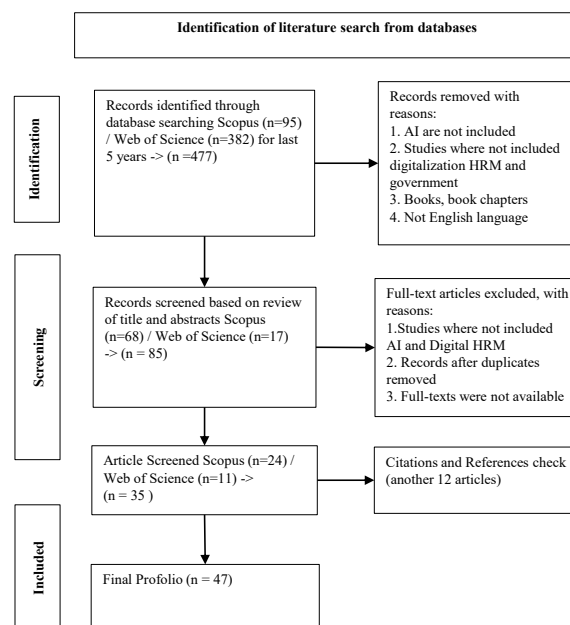 Identification of literature search from databases
Identification
Records identified through
database searching Scopus (n=95)
/ Web of Science (n=382) for last
5 years -> (n =477)
Records removed with
reasons:
1. AI are not included
2. Studies where not included
digitalization HRM and
government
3. Books, book chapters
4. Not English language
Screening
Records screened based on review
of title and abstracts Scopus
(n=68) / Web of Science (n=17)
-> (n = 85)
Full-text articles excluded, with
reasons:
1.Studies where not included
AI and Digital HRM
2. Records after duplicates
removed
3. Full-texts were not available
Article Screened Scopus (n=24) /
Web of Science (n=11) ->
(n = 35 )
Citations and References check
(another 12 articles)
Included
Final Profolio (n = 47)